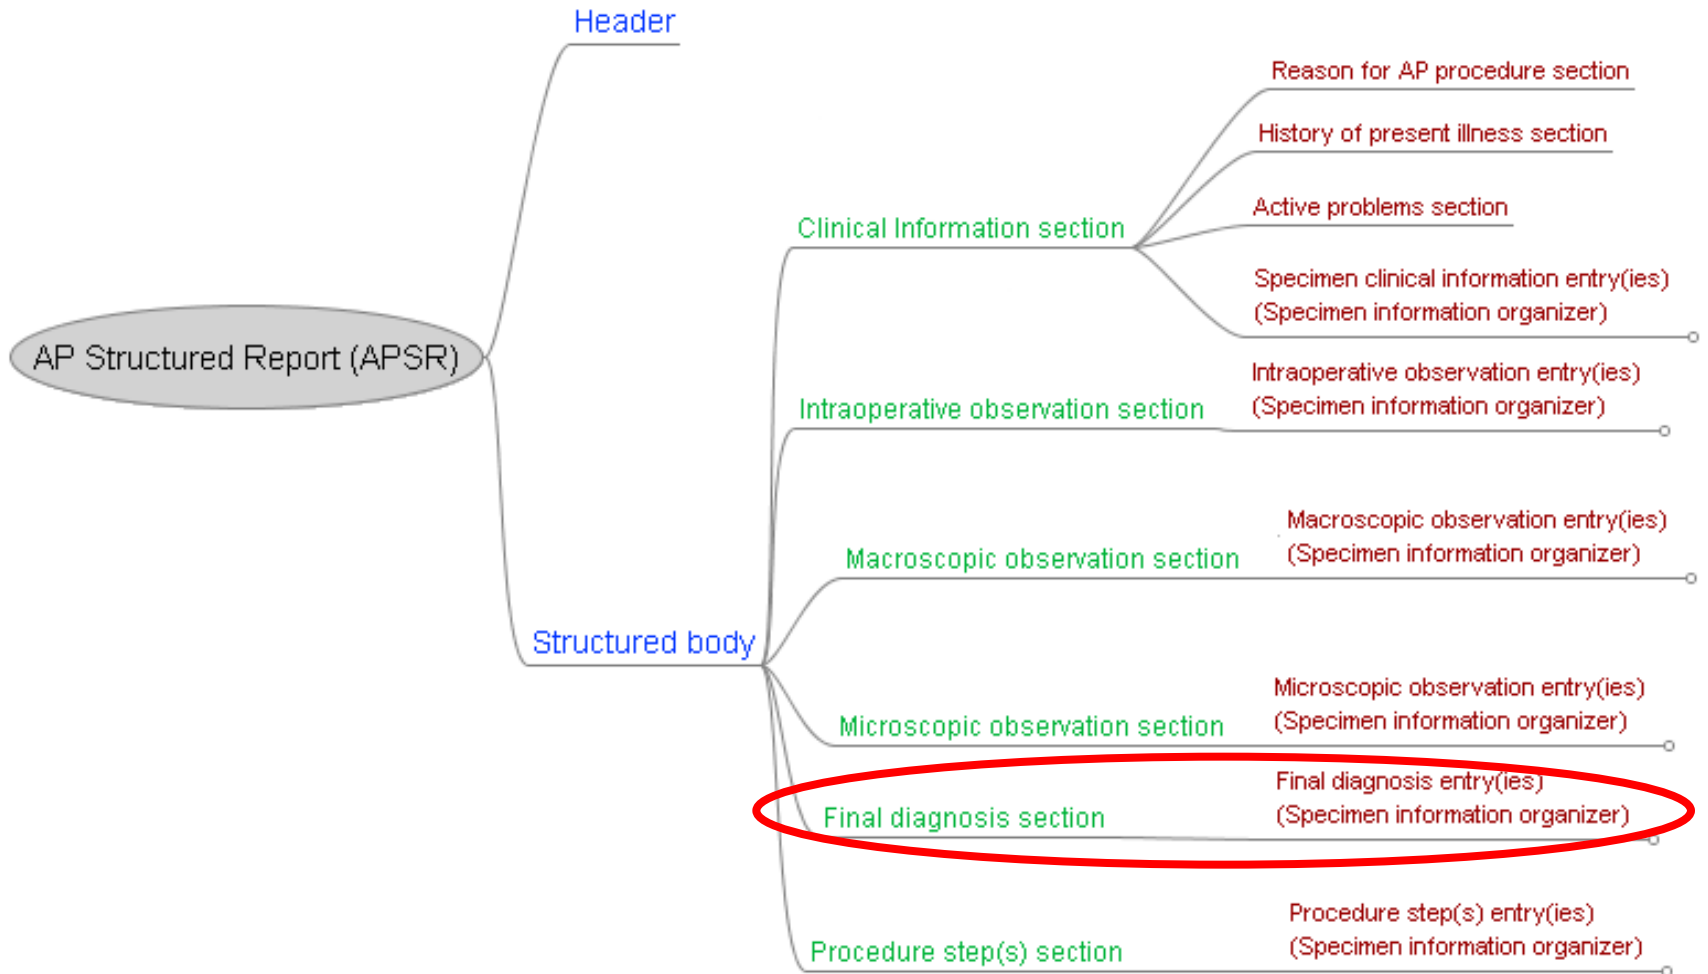 Header
Reason for AP procedure section
History of present illness section
Active problems section
Clinical Information section
Specimen clinical information entry(ies)
(Specimen information organizer)
AP Structured Report (APSR)
Intraoperative observation entry(ies)
(Specimen information organizer)
Intraoperative observation section
Macroscopic observation entry(ies)
(Specimen information organizer)
Macroscopic observation section
Structured body
Microscopic observation entry(ies)
(Specimen information organizer)
Microscopic observation section
Final diagnosis entry(ies)
(Specimen information organizer)
Final diagnosis section
Procedure step(s) entry(ies)
(Specimen information organizer)
Procedure step(s) section